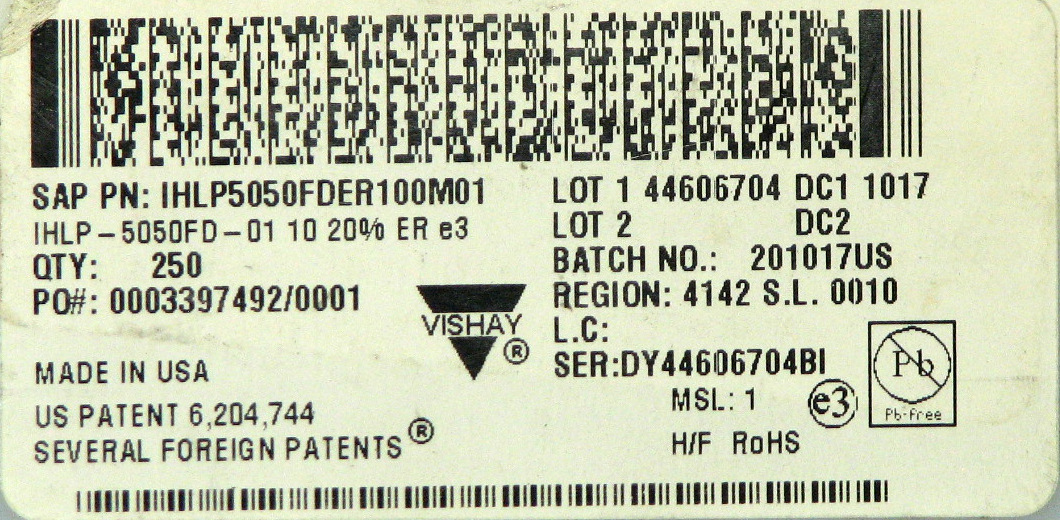 SAP PN: IHLP5050FDER100M01
IHLP-5050FD-01 10 20% ER e3
QTY: 250
PO#: 0003397492/0001
LOT 1 44606704 DC1 1017
LOT 2 DC2
BATCH NO.: 201017US
REGION: 4142 S.L. 0010
L.C:
SER:DY44606704BI
VISHAY
®
MADE IN USA
US PATENT 6,204,744
SEVERAL FOREIGN PATENTS ®
MSL: 1
e3
Pb
Pb-free
H/F RoHS